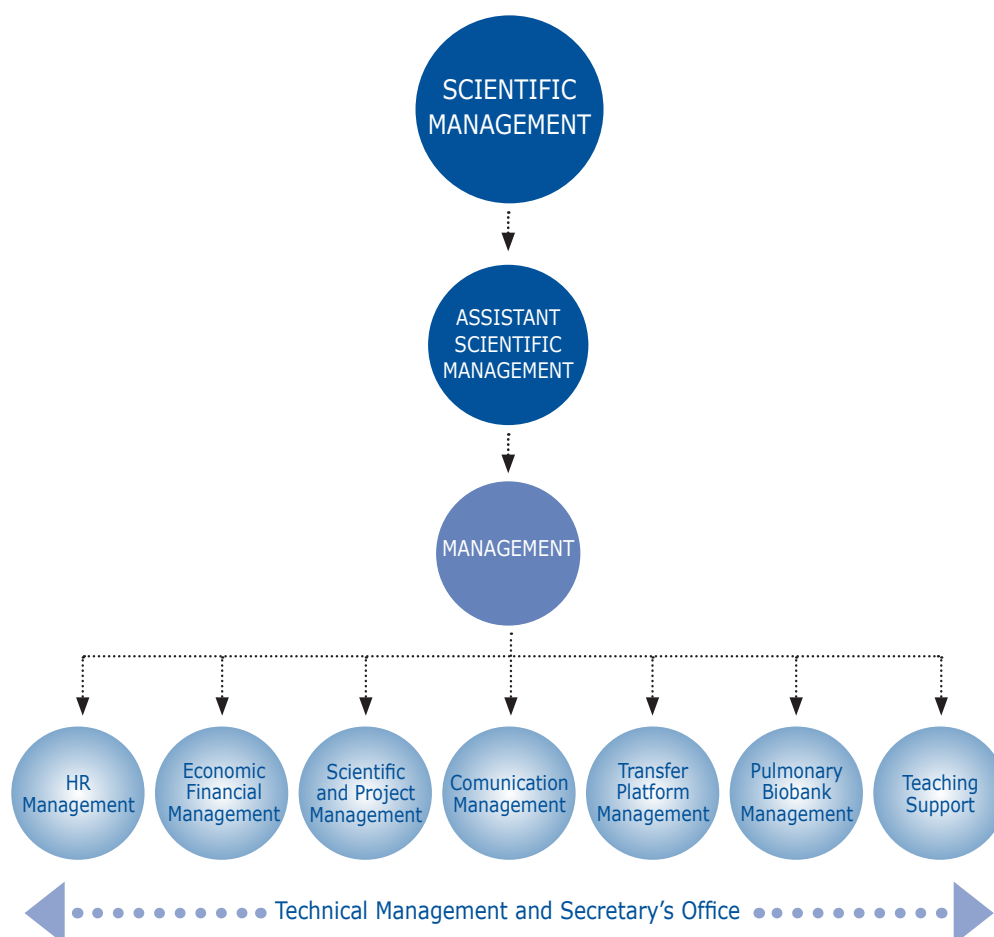 SCIENTIFIC
MANAGEMENT
ASSISTANT
SCIENTIFIC
MANAGEMENT
MANAGEMENT
HR
Management
Economic
Financial
Management
Scientific
and Project
Management
Comunication
Management
Transfer
Platform
Management
Pulmonary
Biobank
Management
Teaching
Support
Technical Management and Secretary's Office